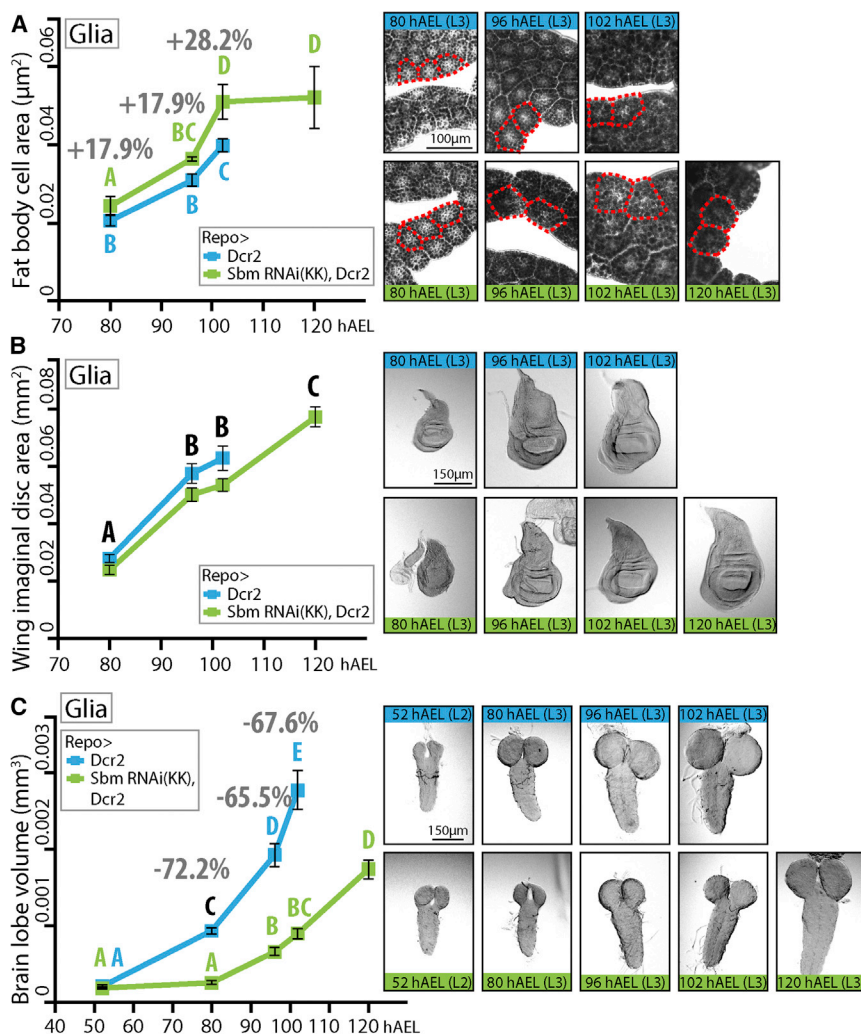 A
Glia
Fat body cell area (µm²)
0.06
0.04
0.02
0
+17.9%
+17.9%
+28.2%
A
B
BC
B
D
C
D
Repo>
Dcr2
Sbm RNAi(KK), Dcr2
70 80 90 100 110 120 hAEL
80 hAEL (L3)
96 hAEL (L3)
102 hAEL (L3)
100µm
80 hAEL (L3)
96 hAEL (L3)
102 hAEL (L3)
120 hAEL (L3)
B
Glia
Wing imaginal disc area (mm²)
0.08
0.06
0.04
0.02
0
A
B
B
C
Repo>
Dcr2
Sbm RNAi(KK), Dcr2
70 80 90 100 110 120 hAEL
80 hAEL (L3)
96 hAEL (L3)
102 hAEL (L3)
150µm
80 hAEL (L3)
96 hAEL (L3)
102 hAEL (L3)
120 hAEL (L3)
C
Glia
Repo>
Dcr2
Sbm RNAi(KK),
Dcr2
Brain lobe volume (mm³)
0.003
0.002
0.001
0
-67.6%
E
-65.5%
D
-72.2%
C
D
BC
B
A
A A
40 50 60 70 80 90 100 110 120 hAEL
52 hAEL (L2)
80 hAEL (L3)
96 hAEL (L3)
102 hAEL (L3)
150µm
52 hAEL (L2)
80 hAEL (L3)
96 hAEL (L3)
102 hAEL (L3)
120 hAEL (L3)